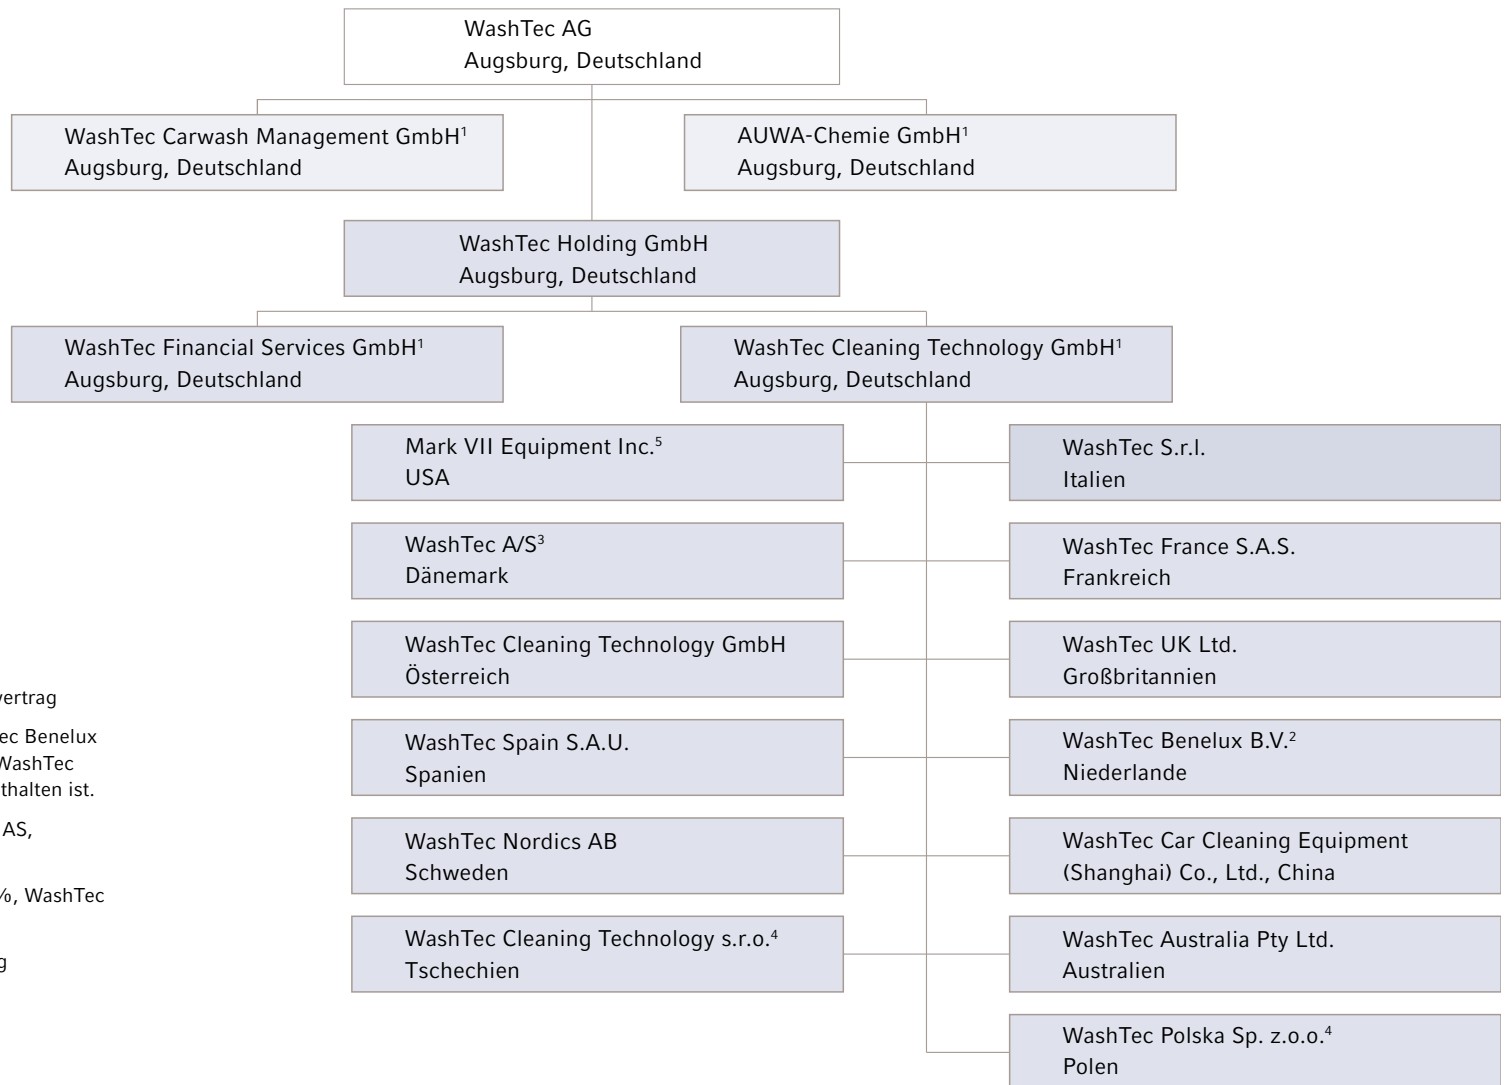 WashTec AG
Augsburg, Deutschland
WashTec Carwash Management GmbH¹
Augsburg, Deutschland
AUWA-Chemie GmbH¹
Augsburg, Deutschland
WashTec Holding GmbH
Augsburg, Deutschland
WashTec Financial Services GmbH¹
Augsburg, Deutschland
WashTec Cleaning Technology GmbH¹
Augsburg, Deutschland
Mark VII Equipment Inc.⁵
USA
WashTec S.r.l.
Italien
WashTec A/S³
Dänemark
WashTec France S.A.S.
Frankreich
WashTec Cleaning Technology GmbH
Österreich
WashTec UK Ltd.
Großbritannien
WashTec Spain S.A.U.
Spanien
WashTec Benelux B.V.²
Niederlande
WashTec Nordics AB
Schweden
WashTec Car Cleaning Equipment
(Shanghai) Co., Ltd., China
WashTec Cleaning Technology s.r.o.⁴
Tschechien
WashTec Australia Pty Ltd.
Australien
WashTec Polska Sp. z.o.o.⁴
Polen
vertrag
ec Benelux
WashTec
thalten ist.
AS,
%, WashTec
g